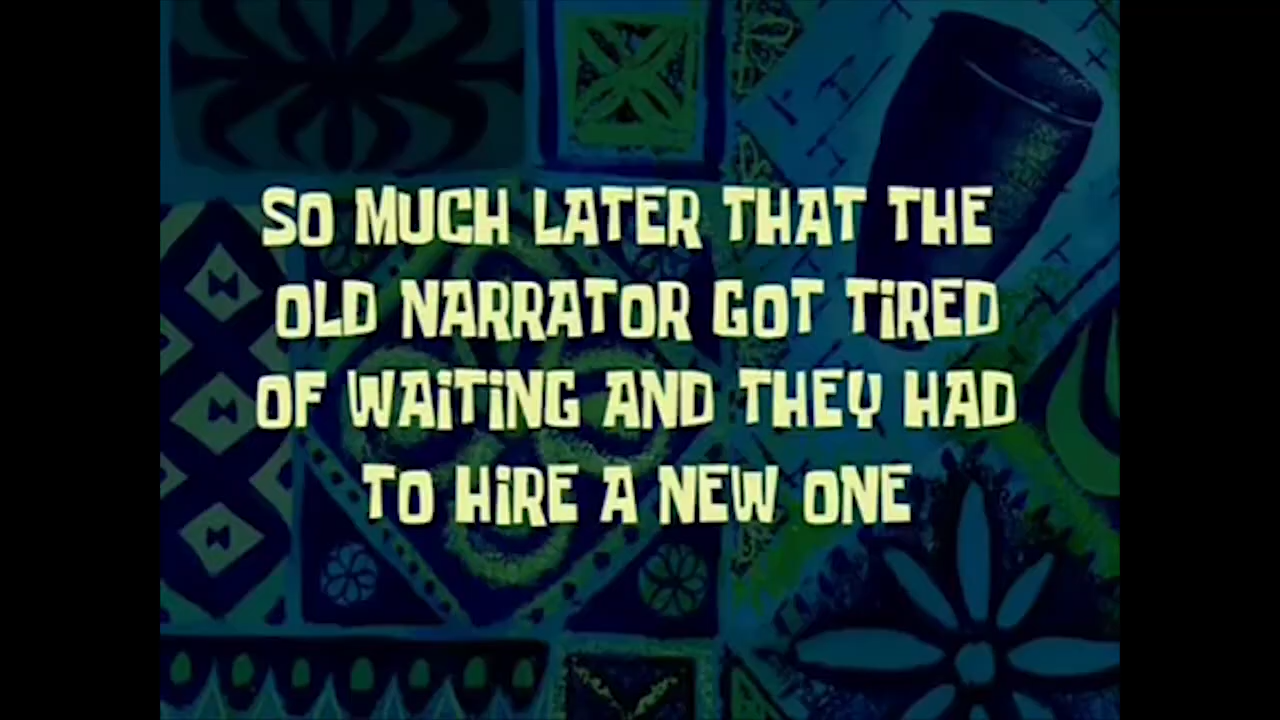 SO MUCH LATER THAT THE
OLD NARRATOR GOT TiRED
OF WAiTiNG AND THEY HAD
TO HiRE A NEW ONE